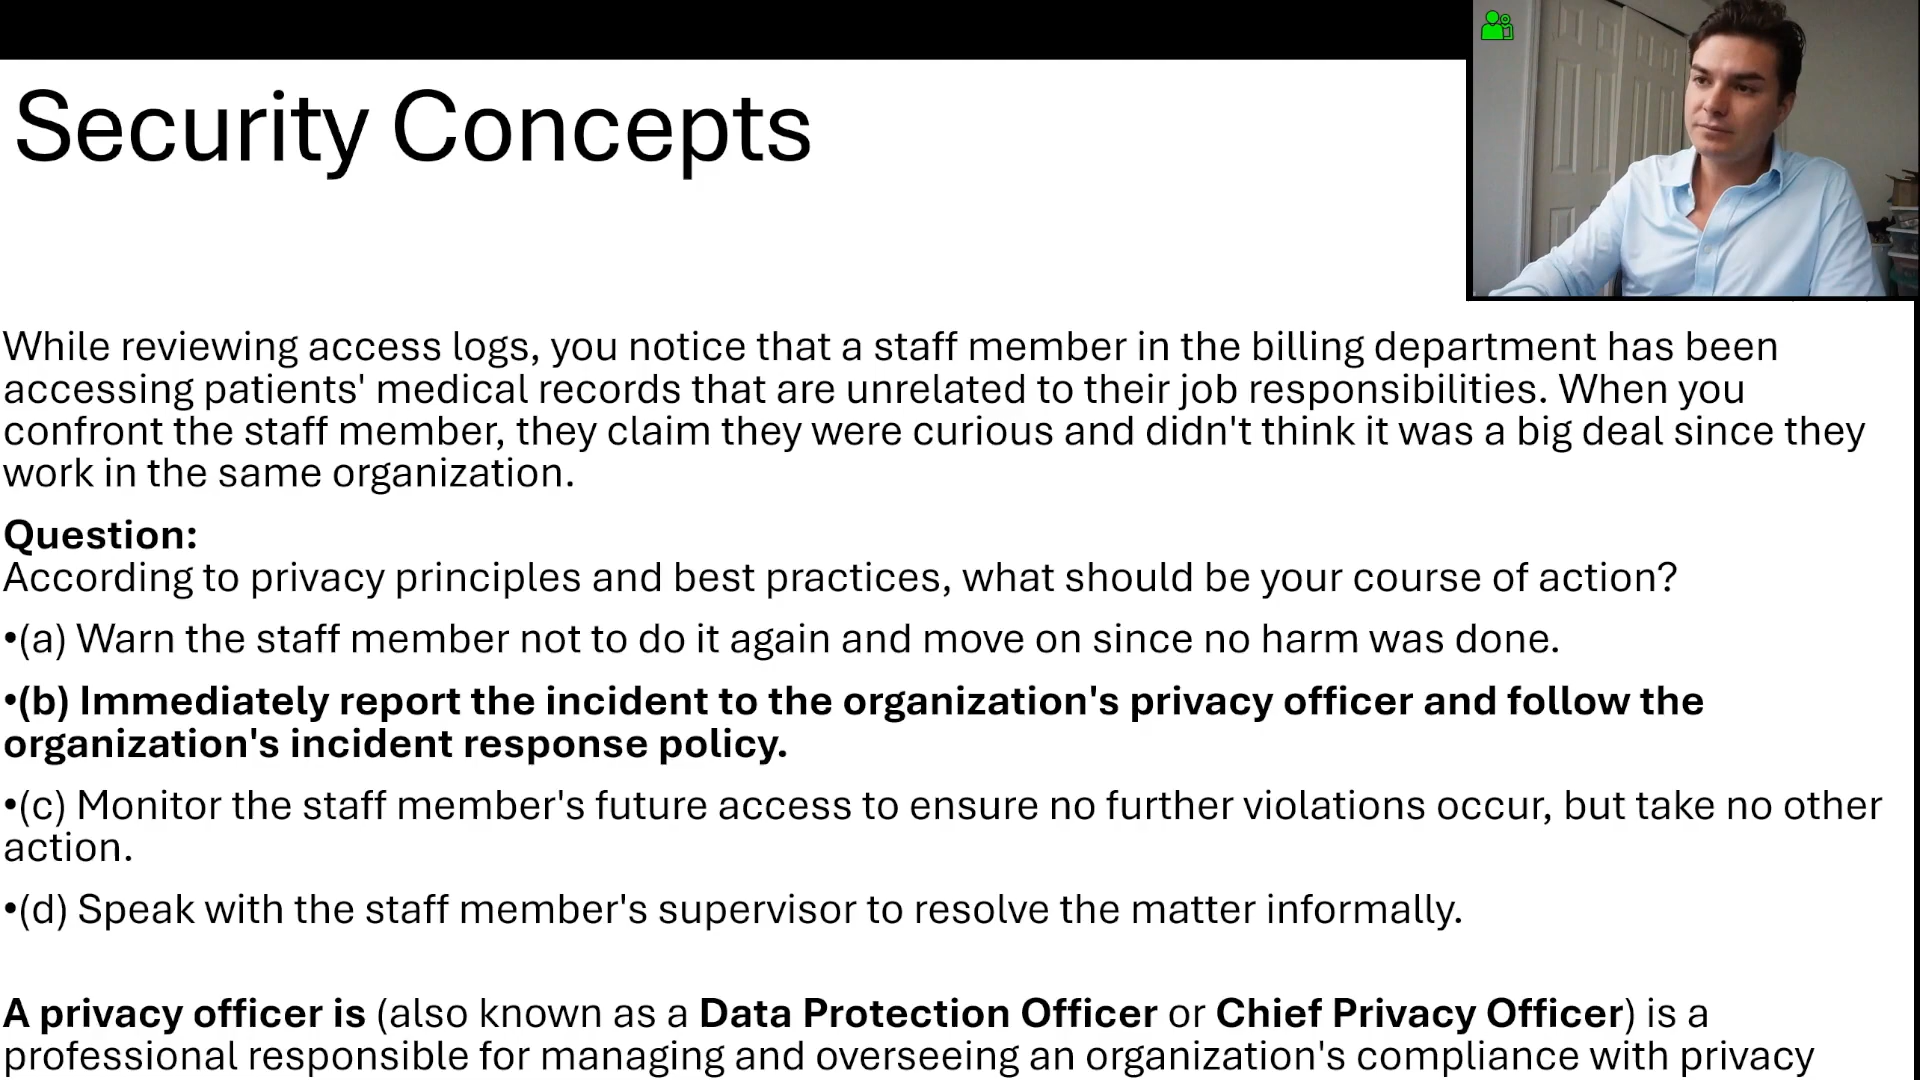 Security Concepts
While reviewing access logs, you notice that a staff member in the billing department has been
accessing patients' medical records that are unrelated to their job responsibilities. When you
confront the staff member, they claim they were curious and didn't think it was a big deal since they
work in the same organization.
Question:
According to privacy principles and best practices, what should be your course of action?
•(a) Warn the staff member not to do it again and move on since no harm was done.
•(b) Immediately report the incident to the organization's privacy officer and follow the
organization's incident response policy.
•(c) Monitor the staff member's future access to ensure no further violations occur, but take no other
action.
•(d) Speak with the staff member's supervisor to resolve the matter informally.
A privacy officer is (also known as a Data Protection Officer or Chief Privacy Officer) is a
professional responsible for managing and overseeing an organization's compliance with privacy